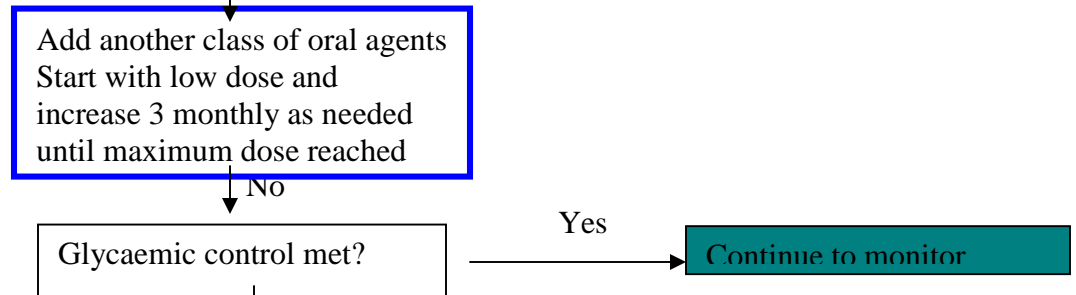 Add another class of oral agents
Start with low dose and
increase 3 monthly as needed
until maximum dose reached
No
Yes
Glycaemic control met?
Continue to monitor